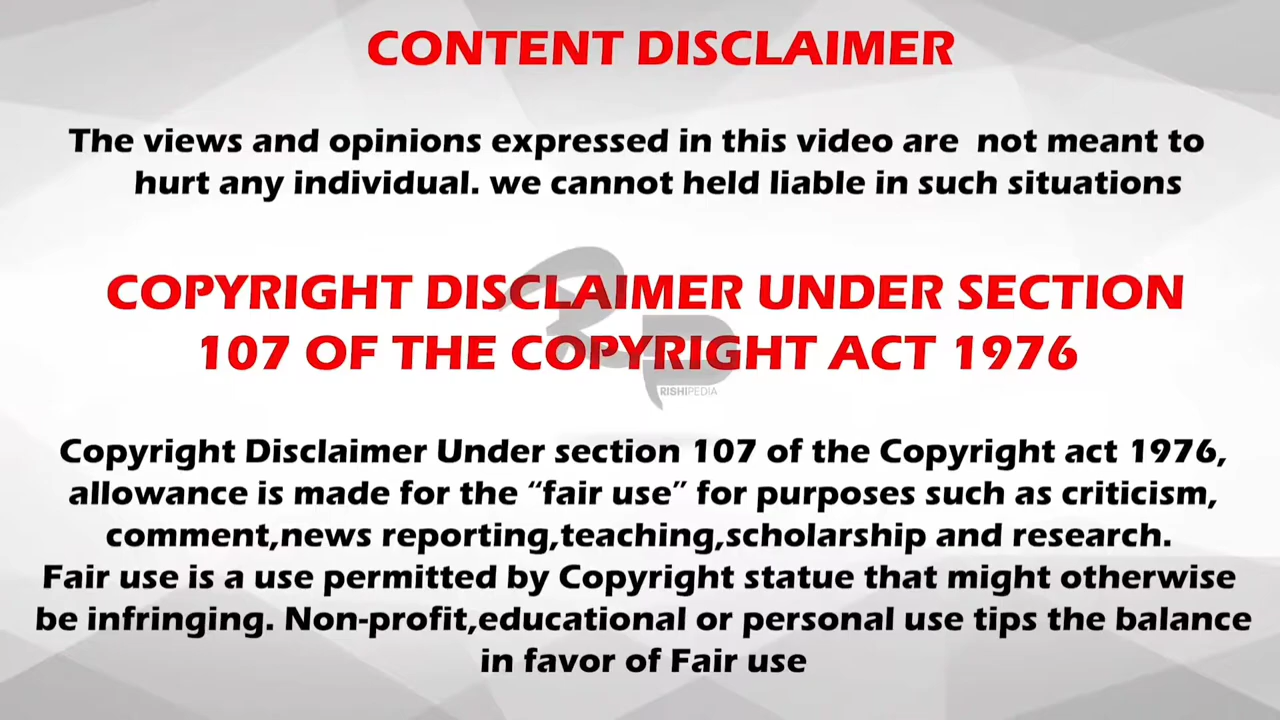 CONTENT DISCLAIMER
The views and opinions expressed in this video are not meant to
hurt any individual. we cannot held liable in such situations
COPYRIGHT DISCLAIMER UNDER SECTION
107 OF THE COPYRIGHT ACT 1976
RISHIPEDIA
Copyright Disclaimer Under section 107 of the Copyright act 1976,
allowance is made for the “fair use” for purposes such as criticism,
comment,news reporting,teaching,scholarship and research.
Fair use is a use permitted by Copyright statue that might otherwise
be infringing. Non-profit,educational or personal use tips the balance
in favor of Fair use